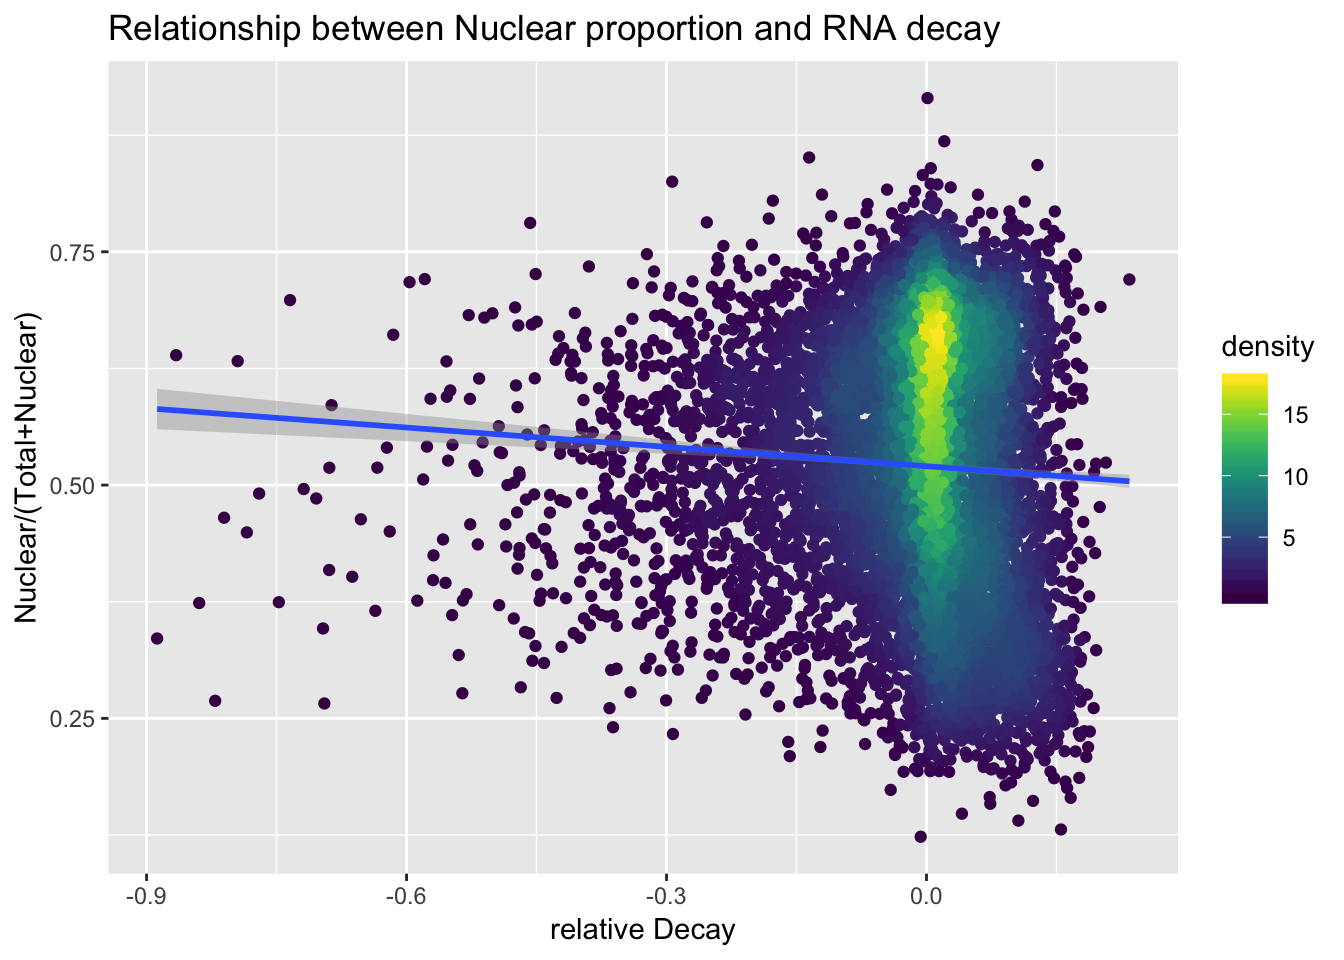 Relationship between Nuclear proportion and RNA decay
Nuclear/(Total+Nuclear)
0.75
0.50
0.25
-0.9
-0.6
-0.3
0.0
relative Decay
density
15
10
5